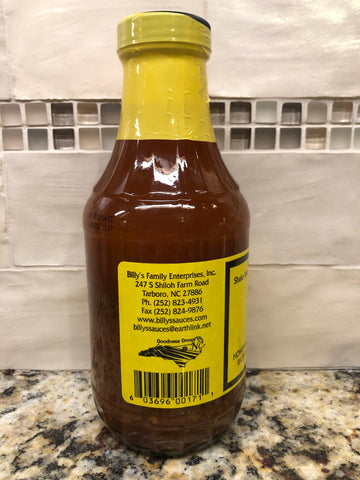 Billy's Family Enterprises, Inc.
247 S Shiloh Farm Road
Tarboro, NC 27886
Ph. (252) 823-4931
Fax (252) 824-9876
www.billyssauces.com
billyssauces@earthlink.net
Goodness Grows
6 03696 00171 1